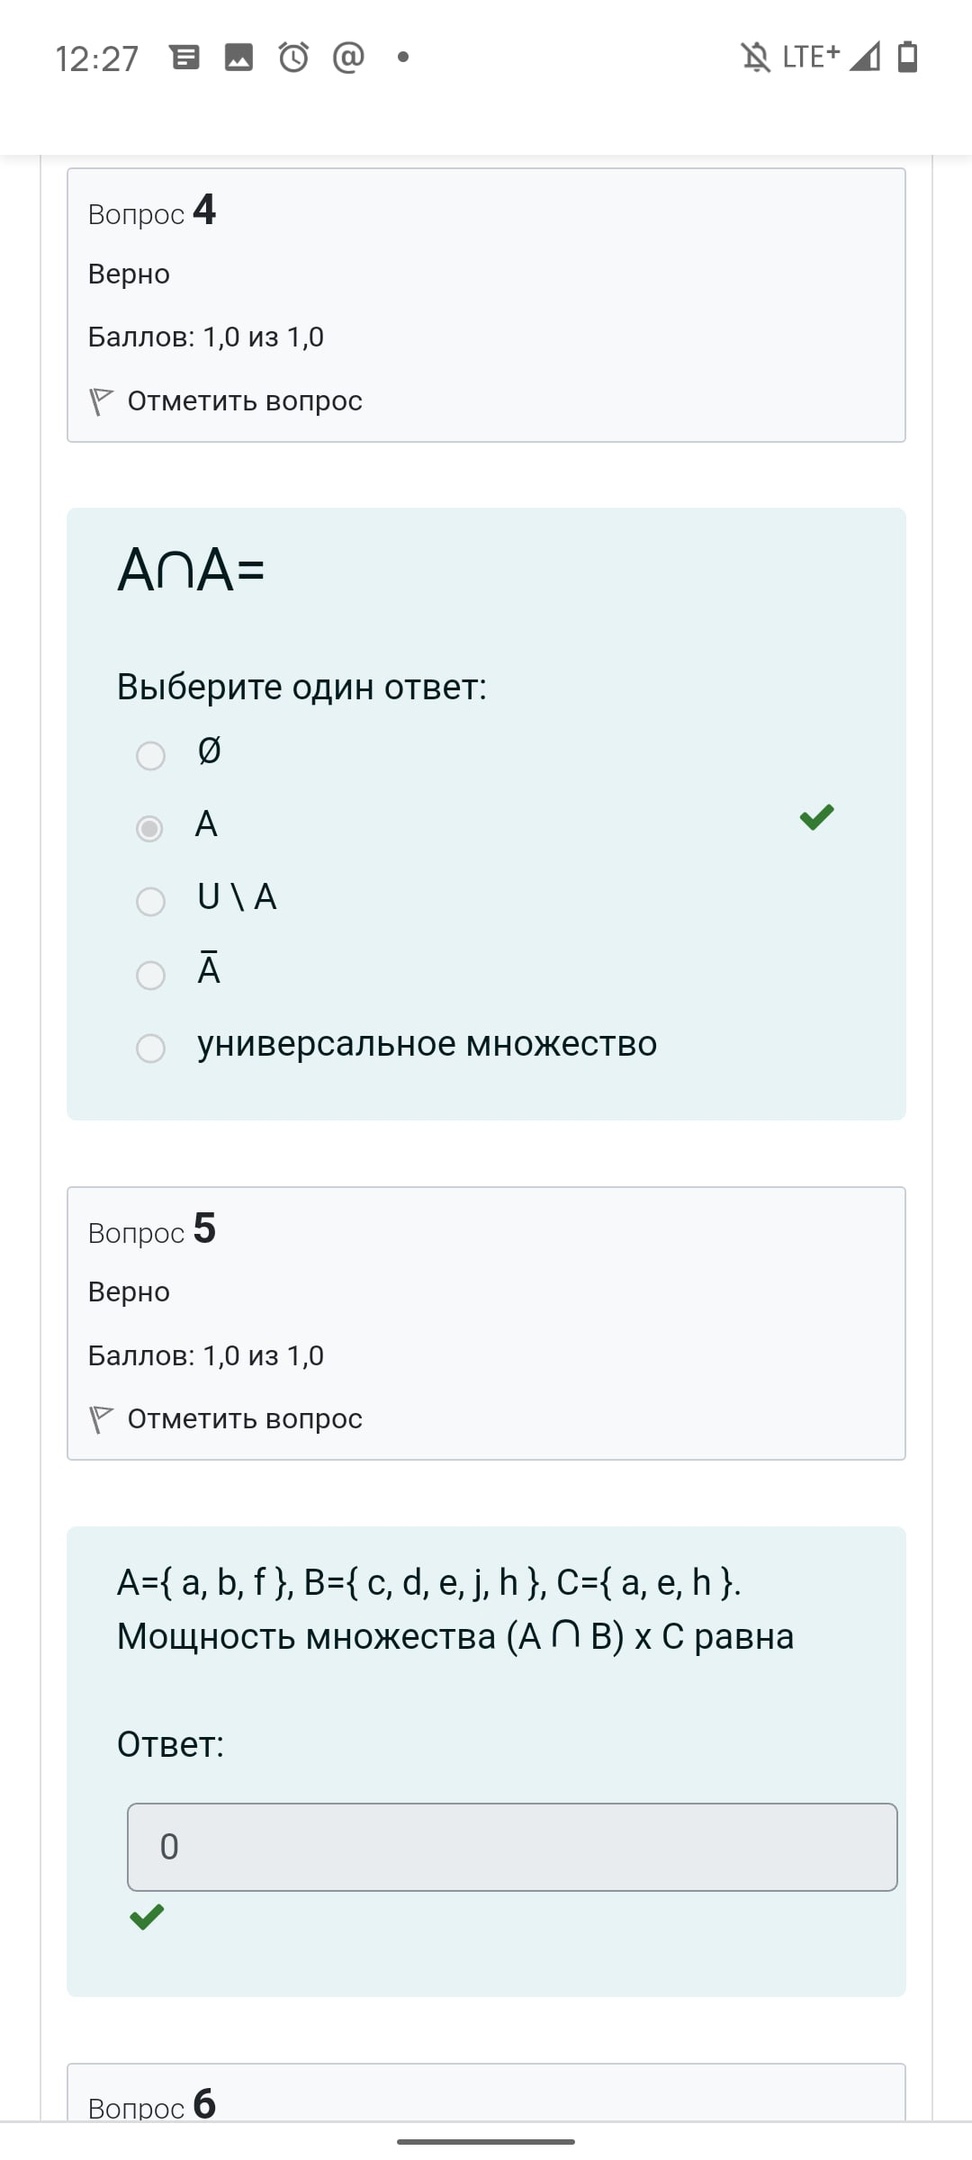 12:27 @ LTE+
Вопрос 4
Верно
Баллов: 1,0 из 1,0
Отметить вопрос
A∩A=
Выберите один ответ:
Ø
A
U \ A
Ā
универсальное множество
Вопрос 5
Верно
Баллов: 1,0 из 1,0
Отметить вопрос
A={ a, b, f }, B={ c, d, e, j, h }, C={ a, e, h }.
Мощность множества (A ∩ B) x C равна
Ответ:
0
Вопрос 6